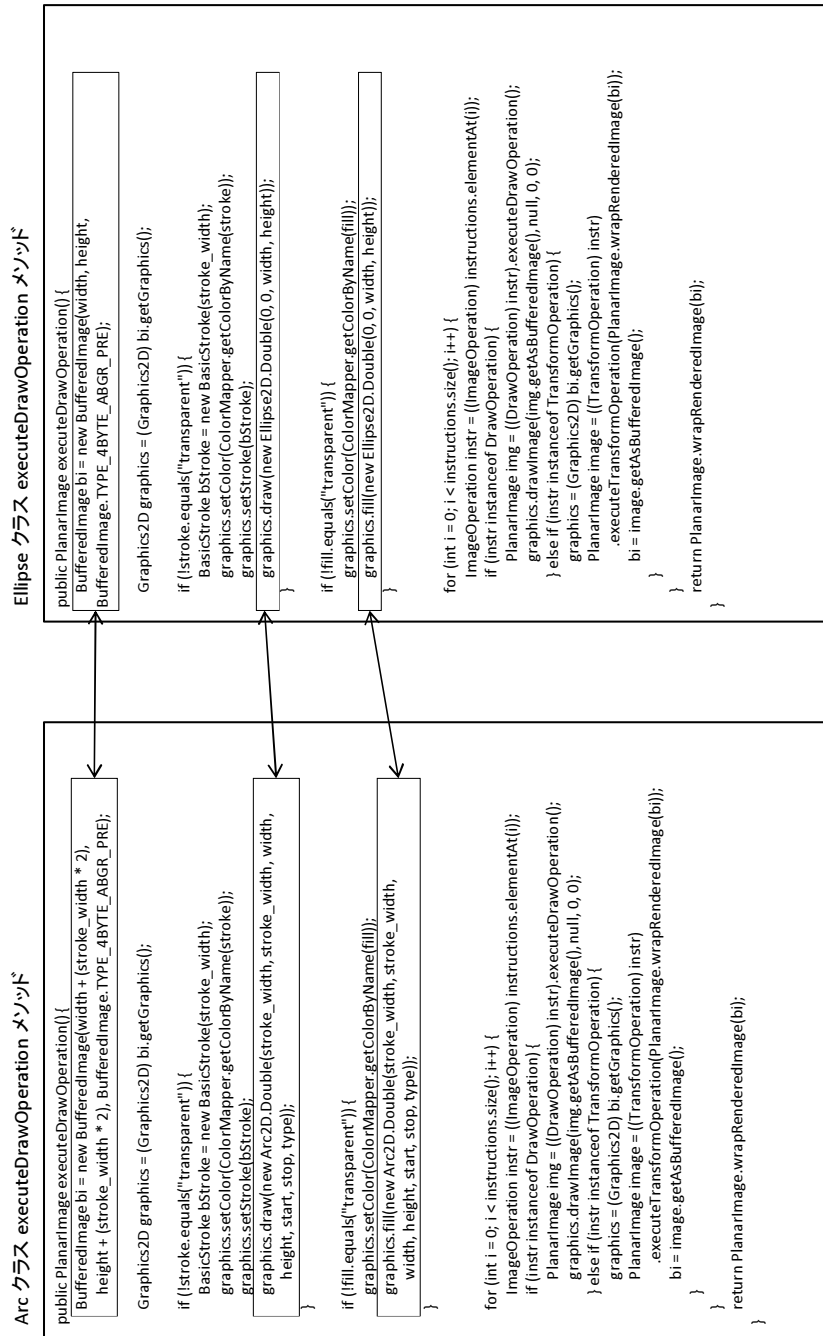 Arc クラス executeDrawOperation メソッド
public PlanarImage executeDrawOperation() {
BufferedImage bi = new BufferedImage(width + (stroke_width * 2),
height + (stroke_width * 2), BufferedImage.TYPE_4BYTE_ABGR_PRE);
Graphics2D graphics = (Graphics2D) bi.getGraphics();
if (!stroke.equals("transparent")) {
BasicStroke bStroke = new BasicStroke(stroke_width);
graphics.setColor(ColorMapper.getColorByName(stroke));
graphics.setStroke(bStroke);
graphics.draw(new Arc2D.Double(stroke_width, stroke_width, width,
height, start, stop, type));
}
if (!fill.equals("transparent")) {
graphics.setColor(ColorMapper.getColorByName(fill));
graphics.fill(new Arc2D.Double(stroke_width, stroke_width,
width, height, start, stop, type));
}
for (int i = 0; i < instructions.size(); i++) {
ImageOperation instr = ((ImageOperation) instructions.elementAt(i));
if (instr instanceof DrawOperation) {
PlanarImage img = ((DrawOperation) instr).executeDrawOperation();
graphics.drawImage(img.getAsBufferedImage(), null, 0, 0);
} else if (instr instanceof TransformOperation) {
graphics = (Graphics2D) bi.getGraphics();
PlanarImage image = ((TransformOperation) instr)
.executeTransformOperation(PlanarImage.wrapRenderedImage(bi));
bi = image.getAsBufferedImage();
}
}
return PlanarImage.wrapRenderedImage(bi);
}
Ellipse クラス executeDrawOperation メソッド
public PlanarImage executeDrawOperation() {
BufferedImage bi = new BufferedImage(width, height,
BufferedImage.TYPE_4BYTE_ABGR_PRE);
Graphics2D graphics = (Graphics2D) bi.getGraphics();
if (!stroke.equals("transparent")) {
BasicStroke bStroke = new BasicStroke(stroke_width);
graphics.setColor(ColorMapper.getColorByName(stroke));
graphics.setStroke(bStroke);
graphics.draw(new Ellipse2D.Double(0, 0, width, height));
}
if (!fill.equals("transparent")) {
graphics.setColor(ColorMapper.getColorByName(fill));
graphics.fill(new Ellipse2D.Double(0, 0, width, height));
}
for (int i = 0; i < instructions.size(); i++) {
ImageOperation instr = ((ImageOperation) instructions.elementAt(i));
if (instr instanceof DrawOperation) {
PlanarImage img = ((DrawOperation) instr).executeDrawOperation();
graphics.drawImage(img.getAsBufferedImage(), null, 0, 0);
} else if (instr instanceof TransformOperation) {
graphics = (Graphics2D) bi.getGraphics();
PlanarImage image = ((TransformOperation) instr)
.executeTransformOperation(PlanarImage.wrapRenderedImage(bi));
bi = image.getAsBufferedImage();
}
}
return PlanarImage.wrapRenderedImage(bi);
}